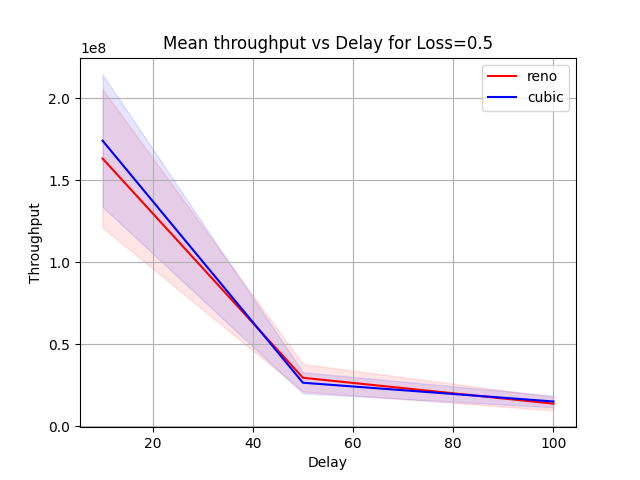 Mean throughput vs Delay for Loss=0.5
1e8
reno
cubic
2.0
1.5
1.0
0.5
0.0
Throughput
20 40 60 80 100
Delay